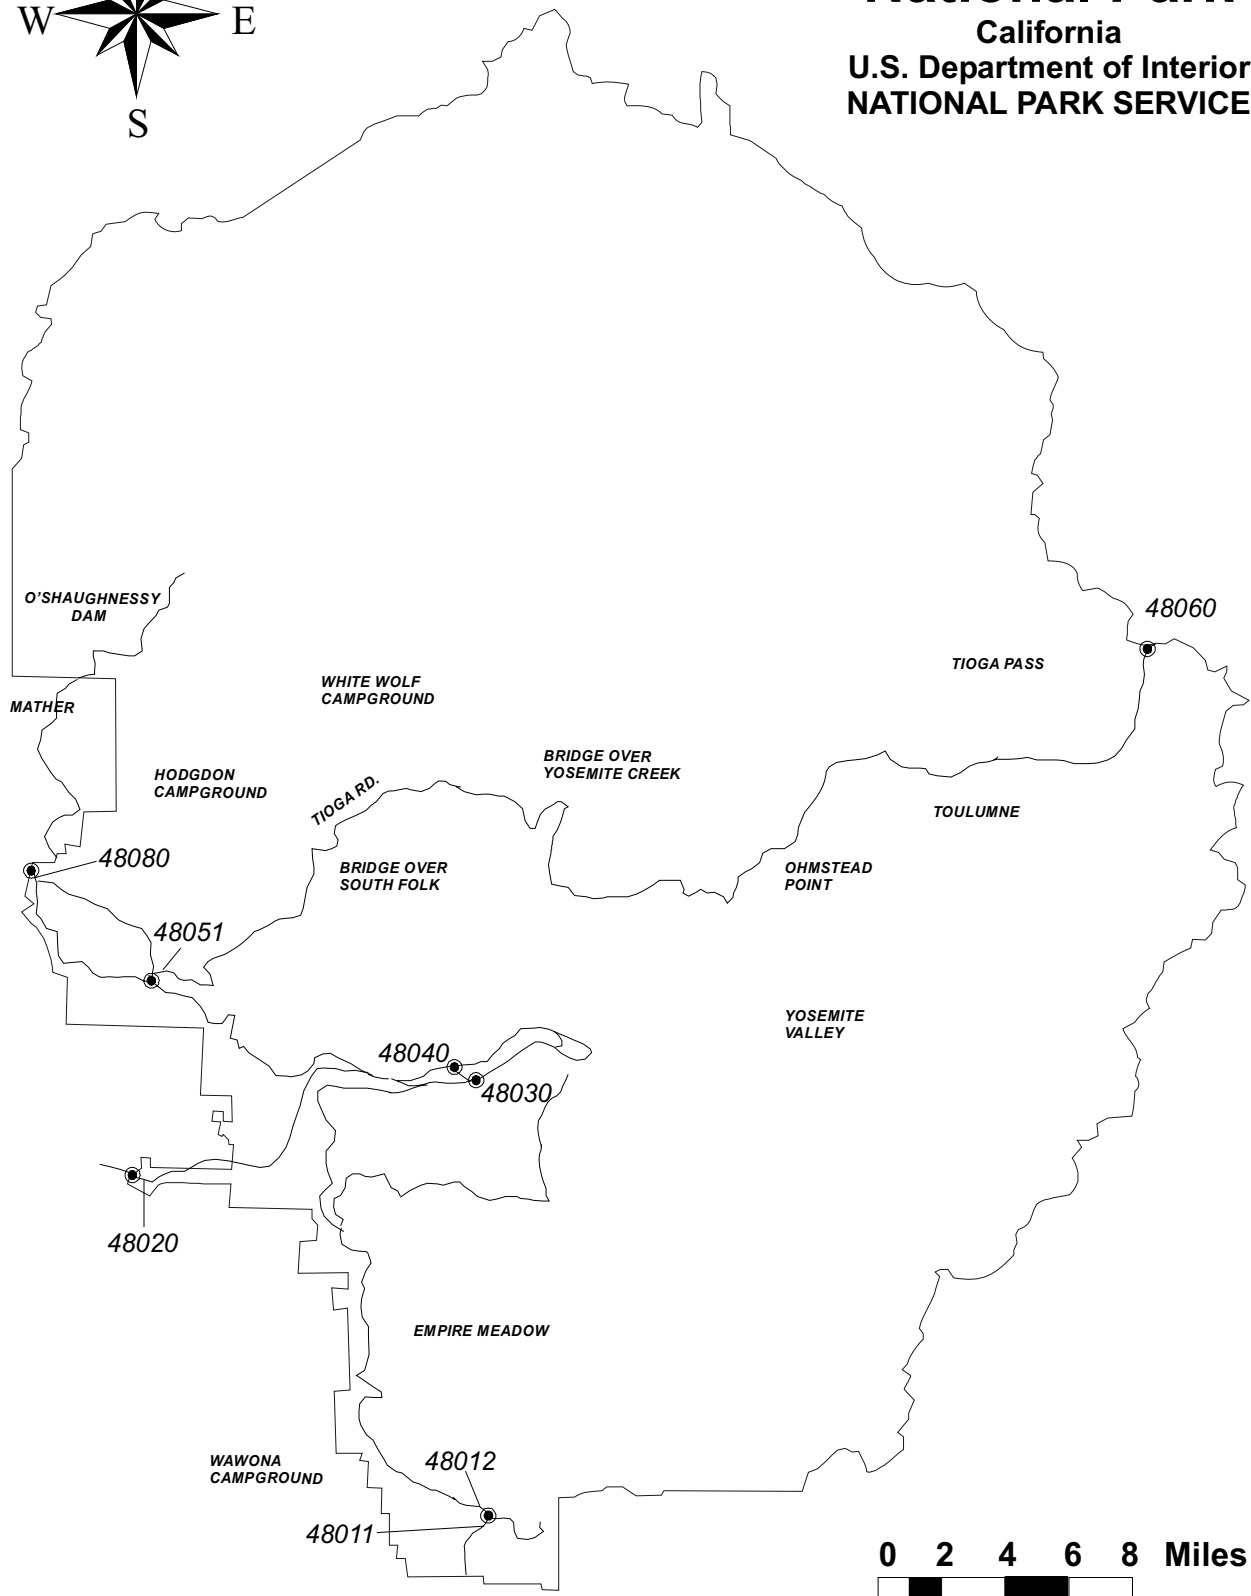 National Park
W
E
California
U.S. Department of Interior
NATIONAL PARK SERVICE
S
O'SHAUGHNESSY
DAM
48060
TIOGA PASS
WHITE WOLF
CAMPGROUND
MATHER
BRIDGE OVER
YOSEMITE CREEK
HODGDON
CAMPGROUND
TIOGA RD.
TOULUMNE
48080
BRIDGE OVER
SOUTH FOLK
OHMSTEAD
POINT
48051
YOSEMITE
VALLEY
48040
48030
48020
EMPIRE MEADOW
WAWONA
CAMPGROUND
48012
48011
0 2 4 6 8 Miles